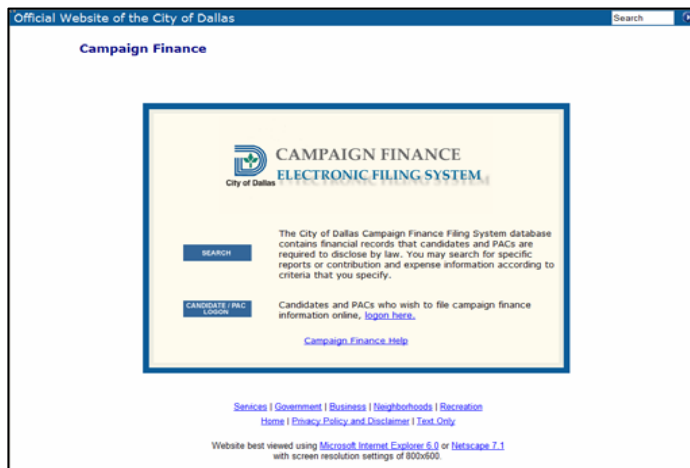 Official Website of the City of Dallas
Search
Campaign Finance
City of Dallas
CAMPAIGN FINANCE
ELECTRONIC FILING SYSTEM
SEARCH
The City of Dallas Campaign Finance Filing System database
contains financial records that candidates and PACs are
required to disclose by law. You may search for specific
reports or contribution and expense information according to
criteria that you specify.
CANDIDATE / PAC
LOGON
Candidates and PACs who wish to file campaign finance
information online, logon here.
Campaign Finance Help
Services | Government | Business | Neighborhoods | Recreation
Home | Privacy Policy and Disclaimer | Text Only
Website best viewed using Microsoft Internet Explorer 6.0 or Netscape 7.1
with screen resolution settings of 800x600.